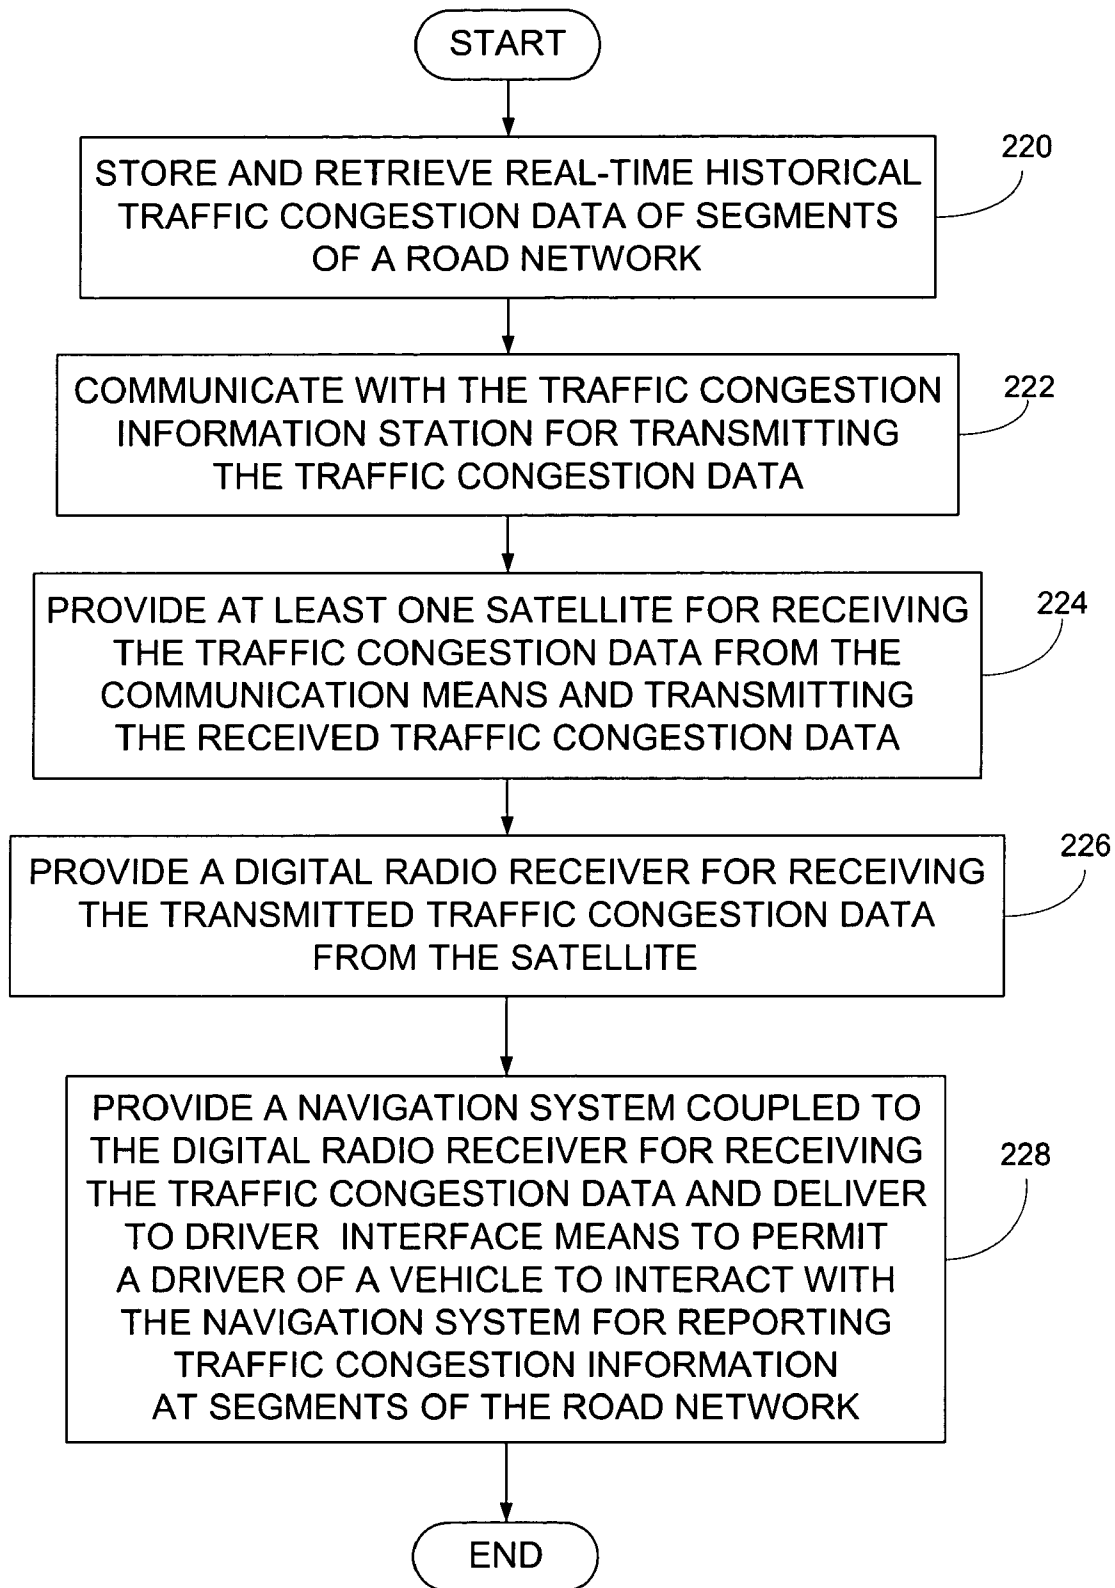 START
STORE AND RETRIEVE REAL-TIME HISTORICAL
TRAFFIC CONGESTION DATA OF SEGMENTS
OF A ROAD NETWORK
220
COMMUNICATE WITH THE TRAFFIC CONGESTION
INFORMATION STATION FOR TRANSMITTING
THE TRAFFIC CONGESTION DATA
222
PROVIDE AT LEAST ONE SATELLITE FOR RECEIVING
THE TRAFFIC CONGESTION DATA FROM THE
COMMUNICATION MEANS AND TRANSMITTING
THE RECEIVED TRAFFIC CONGESTION DATA
224
PROVIDE A DIGITAL RADIO RECEIVER FOR RECEIVING
THE TRANSMITTED TRAFFIC CONGESTION DATA
FROM THE SATELLITE
226
PROVIDE A NAVIGATION SYSTEM COUPLED TO
THE DIGITAL RADIO RECEIVER FOR RECEIVING
THE TRAFFIC CONGESTION DATA AND DELIVER
TO DRIVER INTERFACE MEANS TO PERMIT
A DRIVER OF A VEHICLE TO INTERACT WITH
THE NAVIGATION SYSTEM FOR REPORTING
TRAFFIC CONGESTION INFORMATION
AT SEGMENTS OF THE ROAD NETWORK
228
END